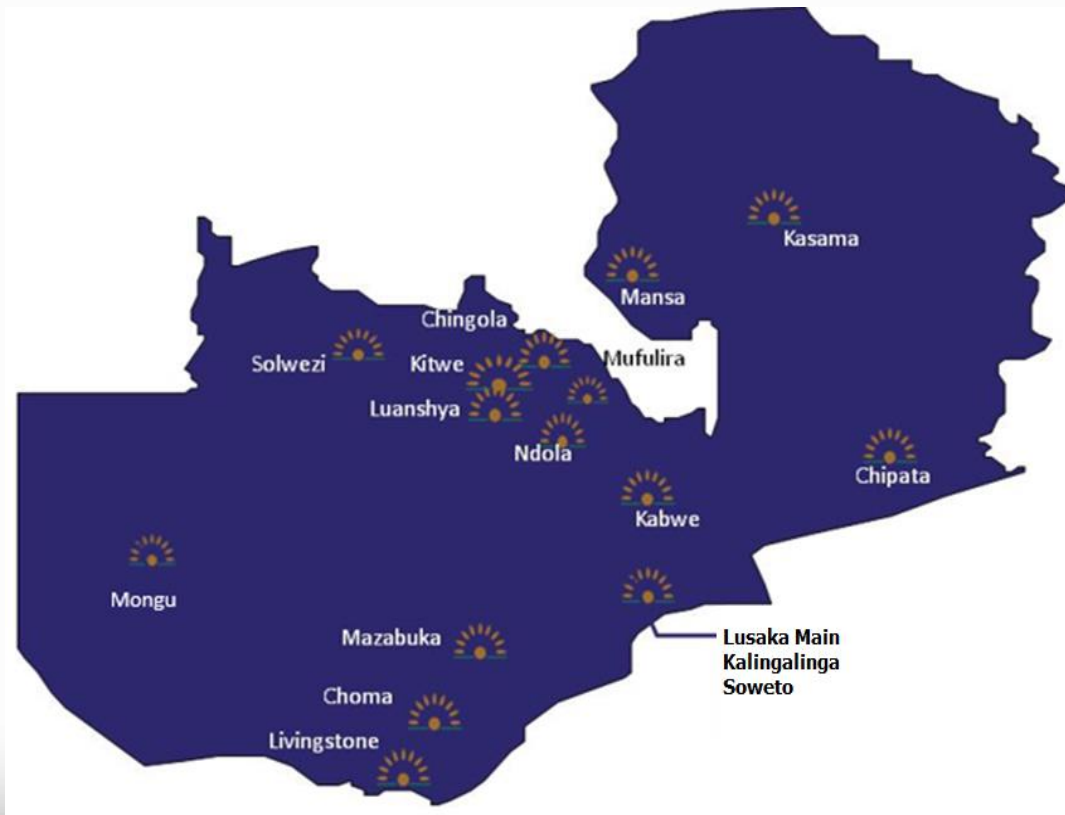 Kasama
Mansa
Chingola
Mufulira
Solwezi
Kitwe
Luanshya
Ndola
Chipata
Kabwe
Mongu
Mazabuka
Lusaka Main
Kalingalinga
Soweto
Choma
Livingstone